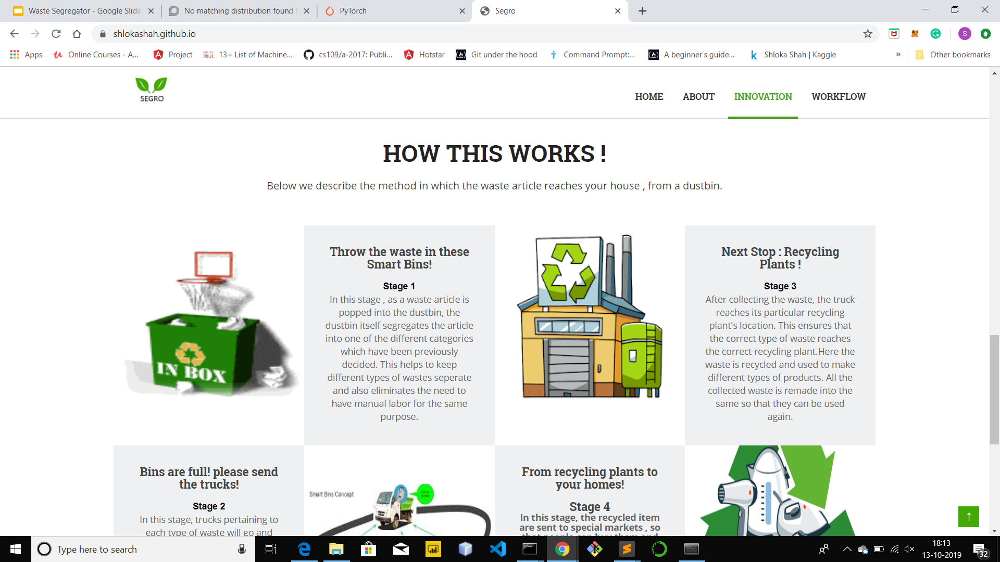 Waste Segregator - Google Slide
No matching distribution found f
PyTorch
Segro
shlokashah.github.io
S
Apps
Online Courses - A...
Project
13+ List of Machine...
cs109/a-2017: Publi...
Hotstar
Git under the hood
Command Prompt:...
A beginner's guide...
Shloka Shah | Kaggle
»
Other bookmarks
SEGRO
HOME
ABOUT
INNOVATION
WORKFLOW
HOW THIS WORKS !
Below we describe the method in which the waste article reaches your house , from a dustbin.
IN BOX
Throw the waste in these
Smart Bins!
Stage 1
In this stage , as a waste article is
popped into the dustbin, the
dustbin itself segregates the article
into one of the different categories
which have been previously
decided. This helps to keep
different types of wastes seperate
and also eliminates the need to
have manual labor for the same
purpose.
Next Stop : Recycling
Plants !
Stage 3
After collecting the waste, the truck
reaches its particular recycling
plant's location. This ensures that
the correct type of waste reaches
the correct recycling plant.Here the
waste is recycled and used to make
different types of products. All the
collected waste is remade into the
same so that they can be used
again.
Bins are full! please send
the trucks!
Stage 2
In this stage, trucks pertaining to
each type of waste will go and
Smart Bins Concept
From recycling plants to
your homes!
Stage 4
In this stage, the recycled item
are sent to special markets , so
that people can buy them and
Type here to search
18:13
13-10-2019
32